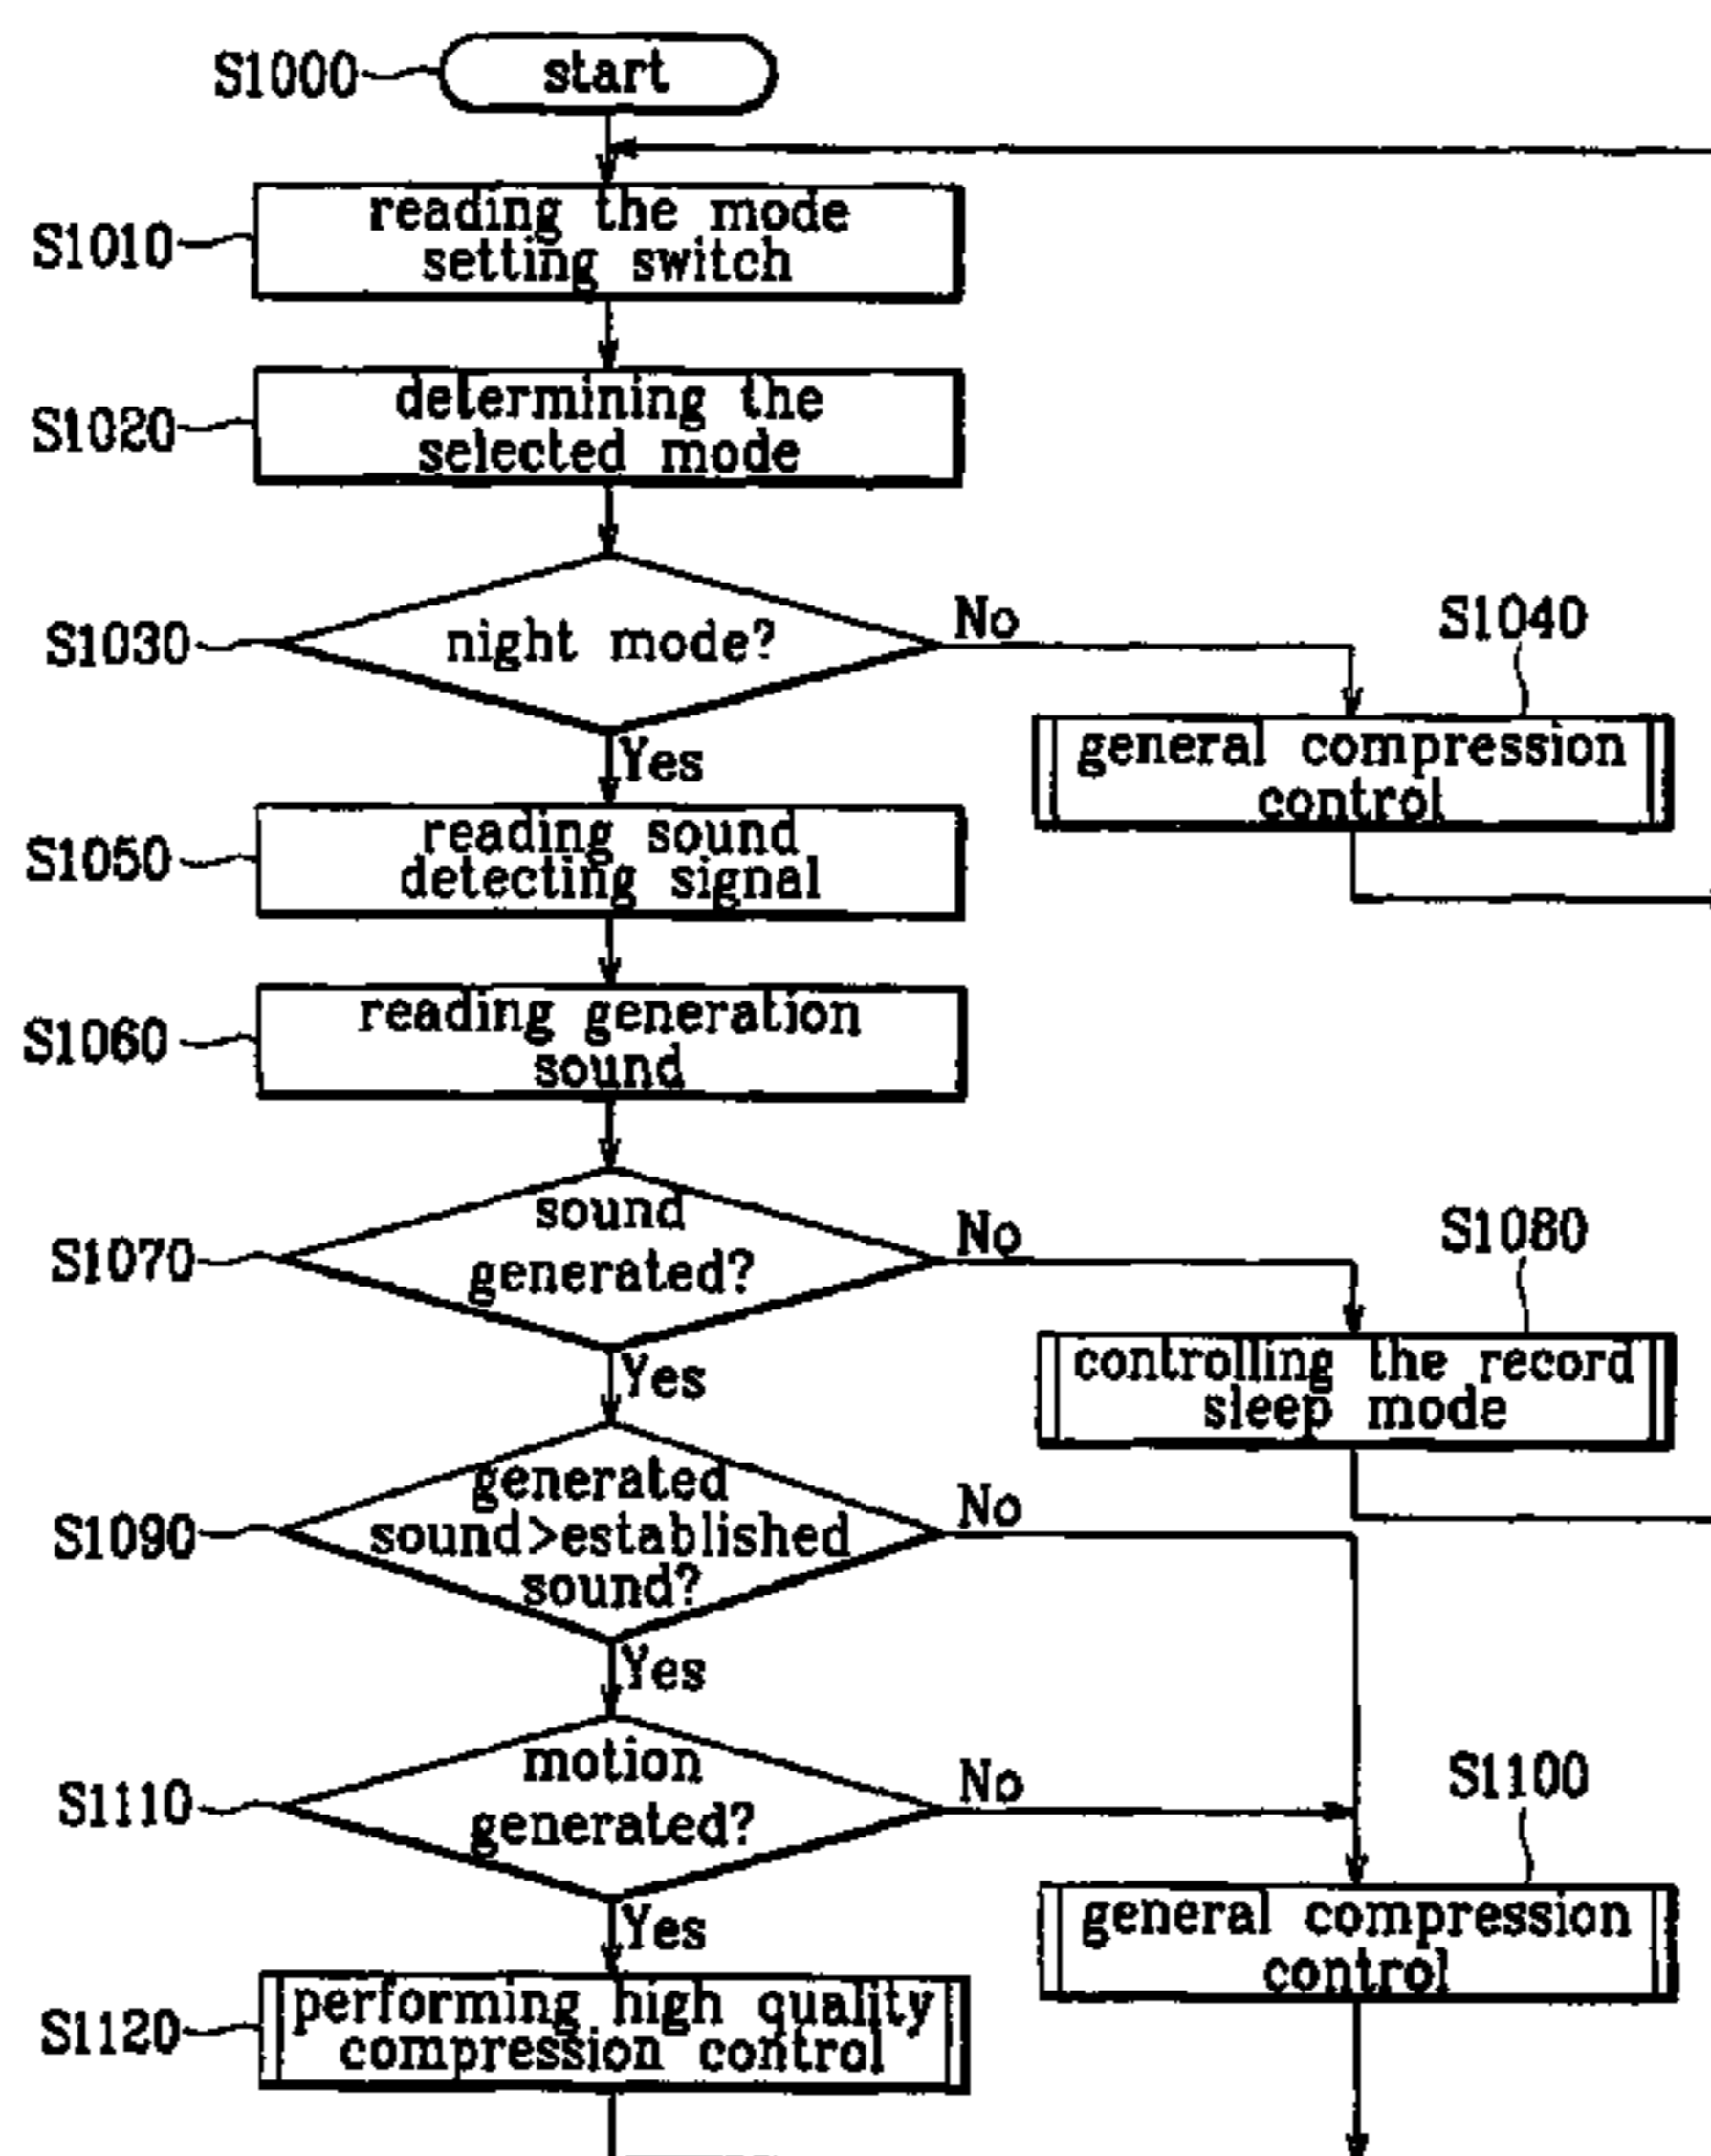 S1000
start
S1010
reading the mode
setting switch
S1020
determining the
selected mode
S1030
night mode?
No
S1040
general compression
control
Yes
S1050
reading sound
detecting signal
S1060
reading generation
sound
S1070
sound
generated?
No
S1080
controlling the record
sleep mode
Yes
S1090
generated
sound>established
sound?
No
Yes
S1110
motion
generated?
No
S1100
general compression
control
Yes
S1120
performing high quality
compression control